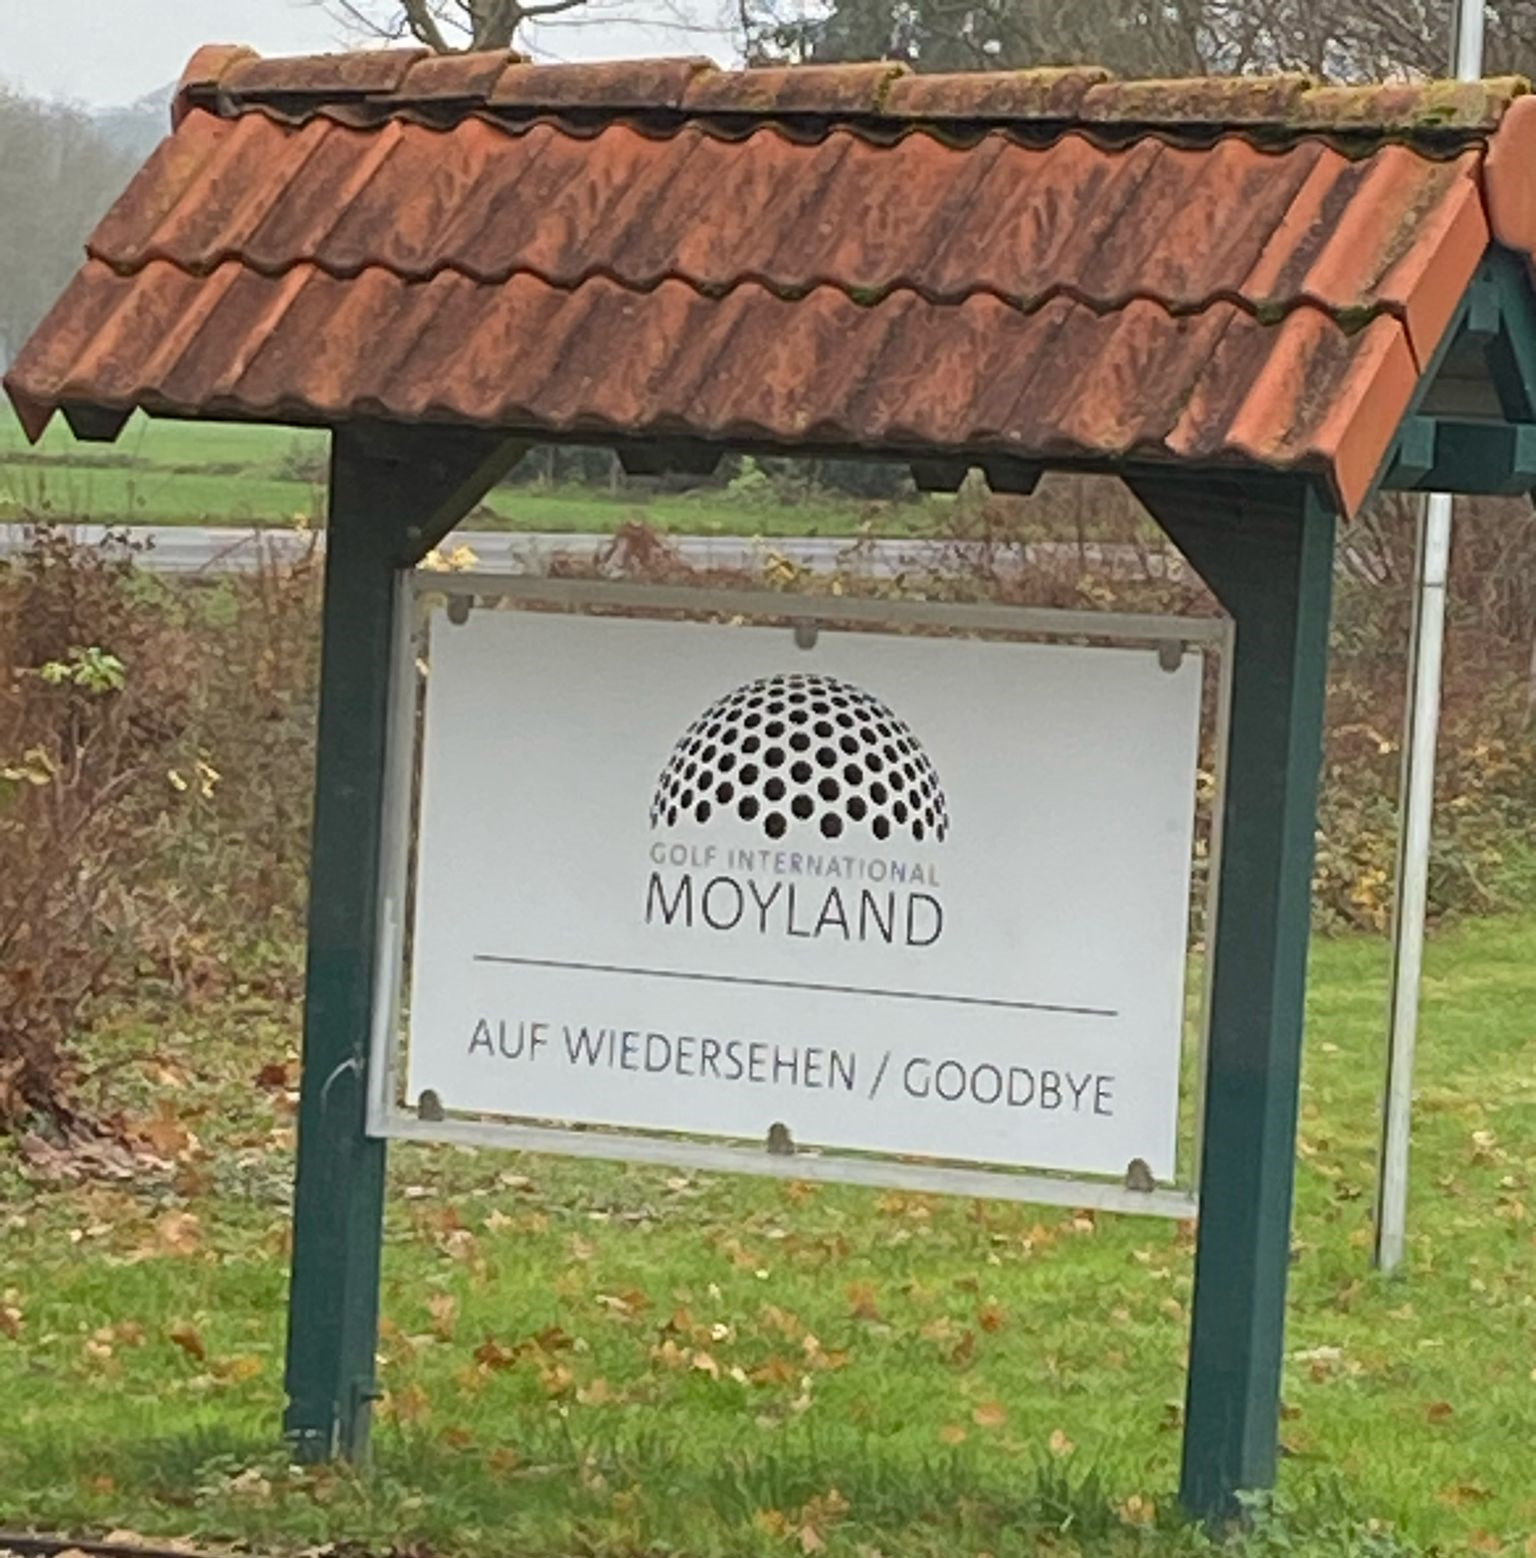 GOLF INTERNATIONAL
MOYLAND
AUF WIEDERSEHEN / GOODBYE